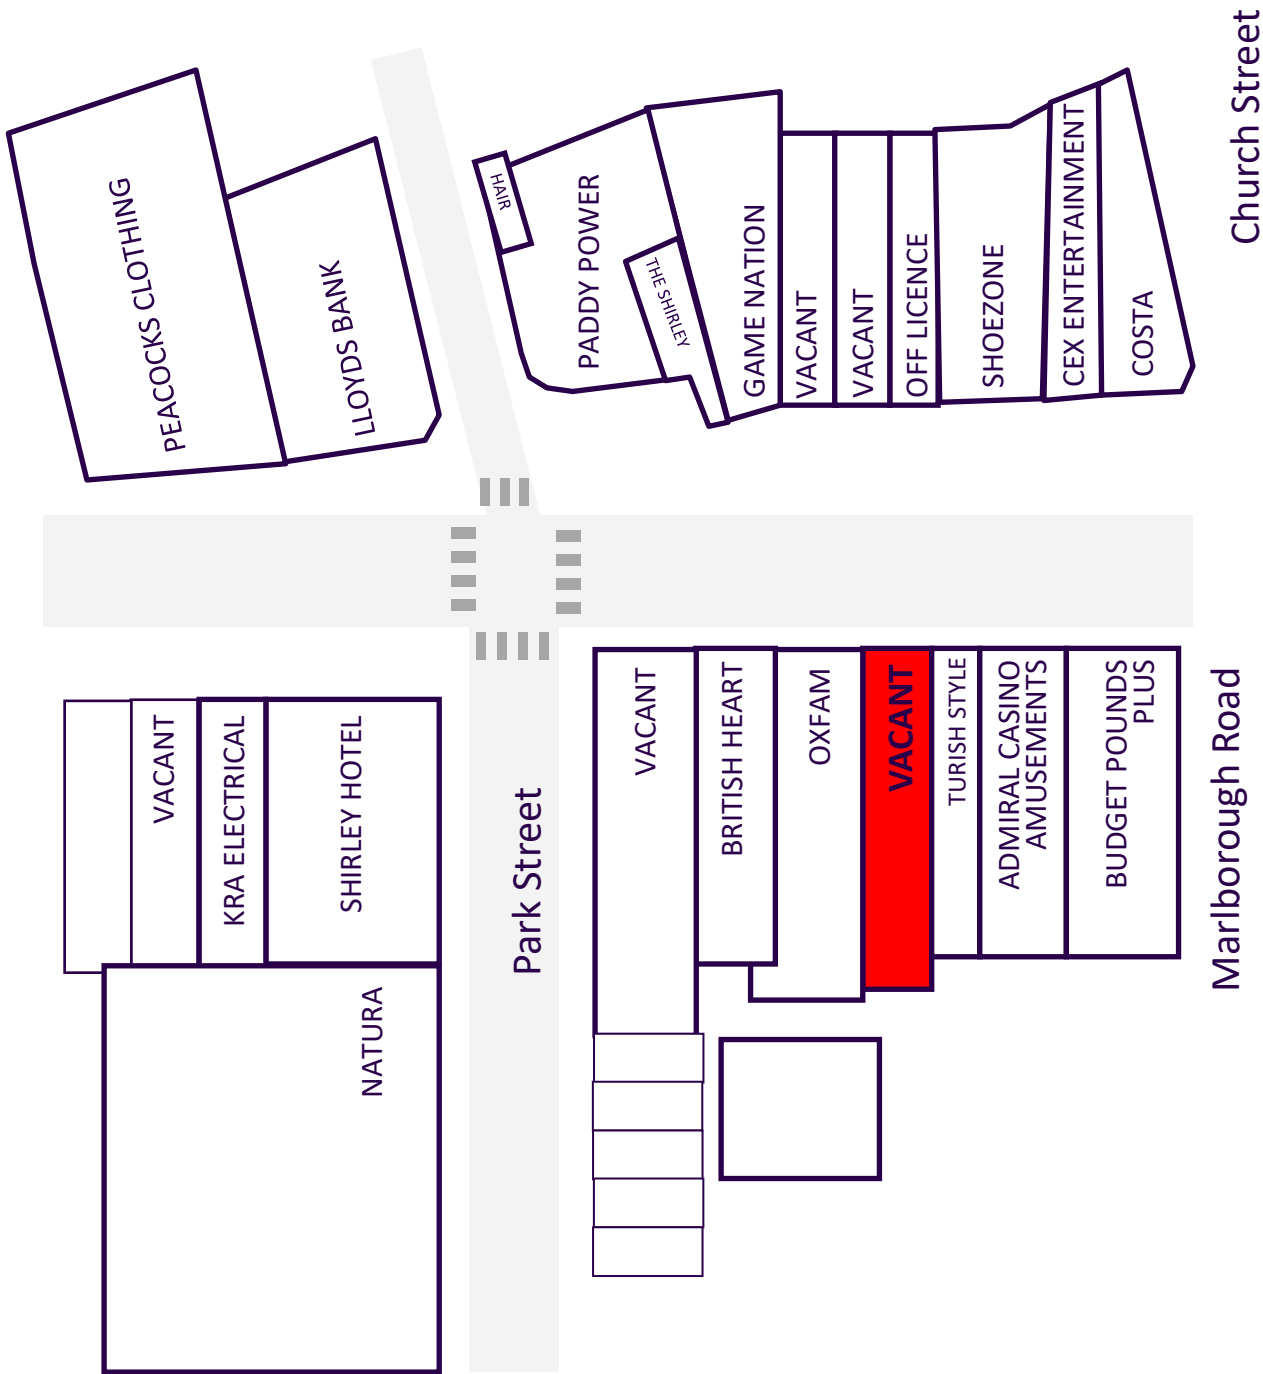 Church Street
PEACOCKS CLOTHING
LLOYDS BANK
HAIR
PADDY POWER
THE SHIRLEY
GAME NATION
VACANT
VACANT
OFF LICENCE
SHOEZONE
CEX ENTERTAINMENT
COSTA
VACANT
KRA ELECTRICAL
SHIRLEY HOTEL
NATURA
Park Street
VACANT
BRITISH HEART
OXFAM
VACANT
TURISH STYLE
ADMIRAL CASINO
AMUSEMENTS
BUDGET POUNDS
PLUS
Marlborough Road